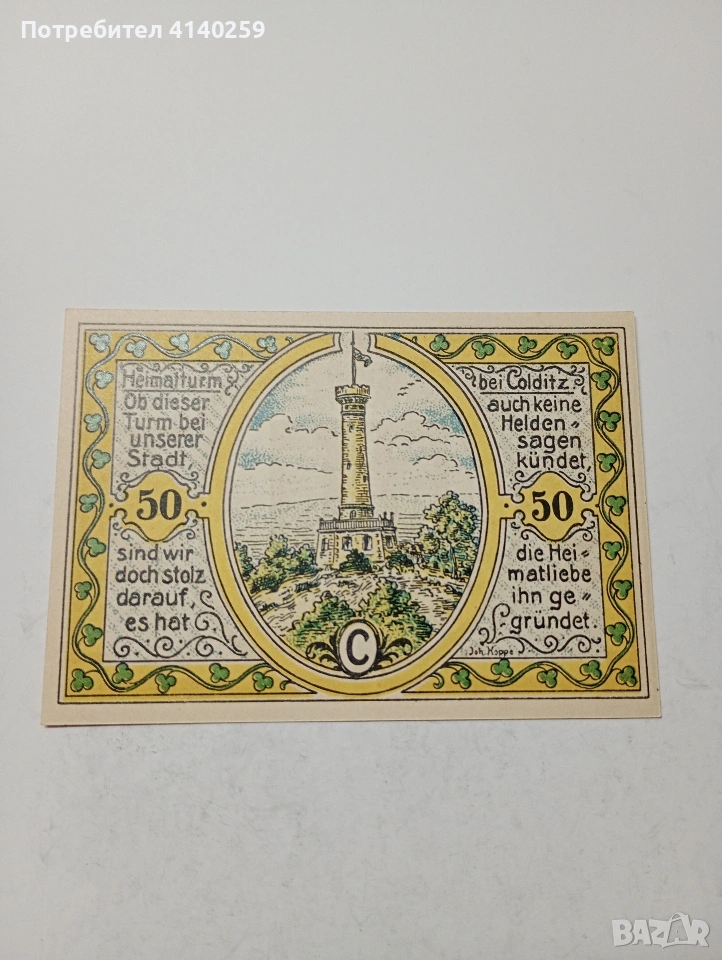 Потребител 4140259
Heimatturm
Ob dieser
Turm bei
unserer
Stadt,
50
sind wir
doch stolz
darauf,
es hat
bei Colditz.
auch keine
Helden=
sagen
kündet,
50
die Hei=
matliebe
ihn ge=
gründet.
C
Joh. Koppe
BAZAR